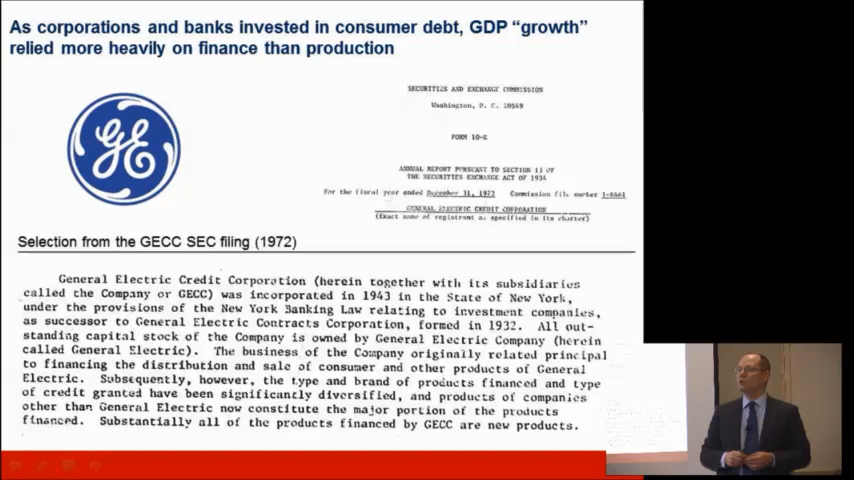 As corporations and banks invested in consumer debt, GDP “growth”
relied more heavily on finance than production
GE
SECURITIES AND EXCHANGE COMMISSION
Washington, D. C. 20549
FORM 10-K
ANNUAL REPORT PURSUANT TO SECTION 13 OF
THE SECURITIES EXCHANGE ACT OF 1934
For the fiscal year ended December 31, 1972 Commission file number 1-6461
GENERAL ELECTRIC CREDIT CORPORATION
(Exact name of registrant as specified in its charter)
Selection from the GECC SEC filing (1972)
General Electric Credit Corporation (herein together with its subsidiaries
called the Company or GECC) was incorporated in 1943 in the State of New York,
under the provisions of the New York Banking Law relating to investment companies,
as successor to General Electric Contracts Corporation, formed in 1932. All out-
standing capital stock of the Company is owned by General Electric Company (herein
called General Electric). The business of the Company originally related principal
to financing the distribution and sale of consumer and other products of General
Electric. Subsequently, however, the type and brand of products financed and type
of credit granted have been significantly diversified, and products of companies
other than General Electric now constitute the major portion of the products
financed. Substantially all of the products financed by GECC are new products.